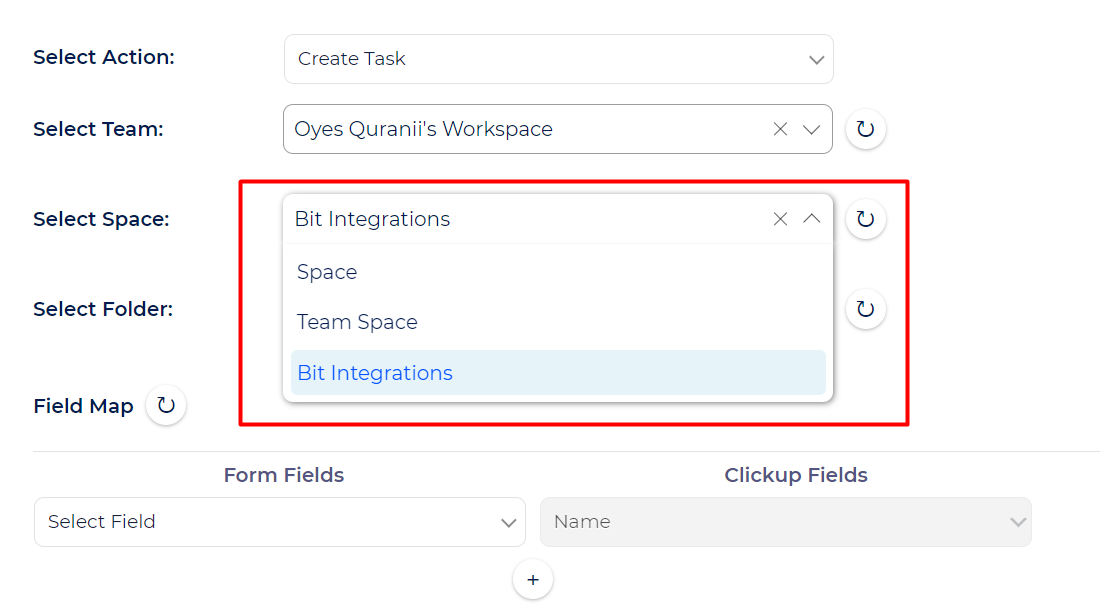 Select Action:
Create Task
Select Team:
Oyes Quranii's Workspace
Select Space:
Bit Integrations
Space
Team Space
Bit Integrations
Select Folder:
Field Map
Form Fields
Clickup Fields
Select Field
Name
+